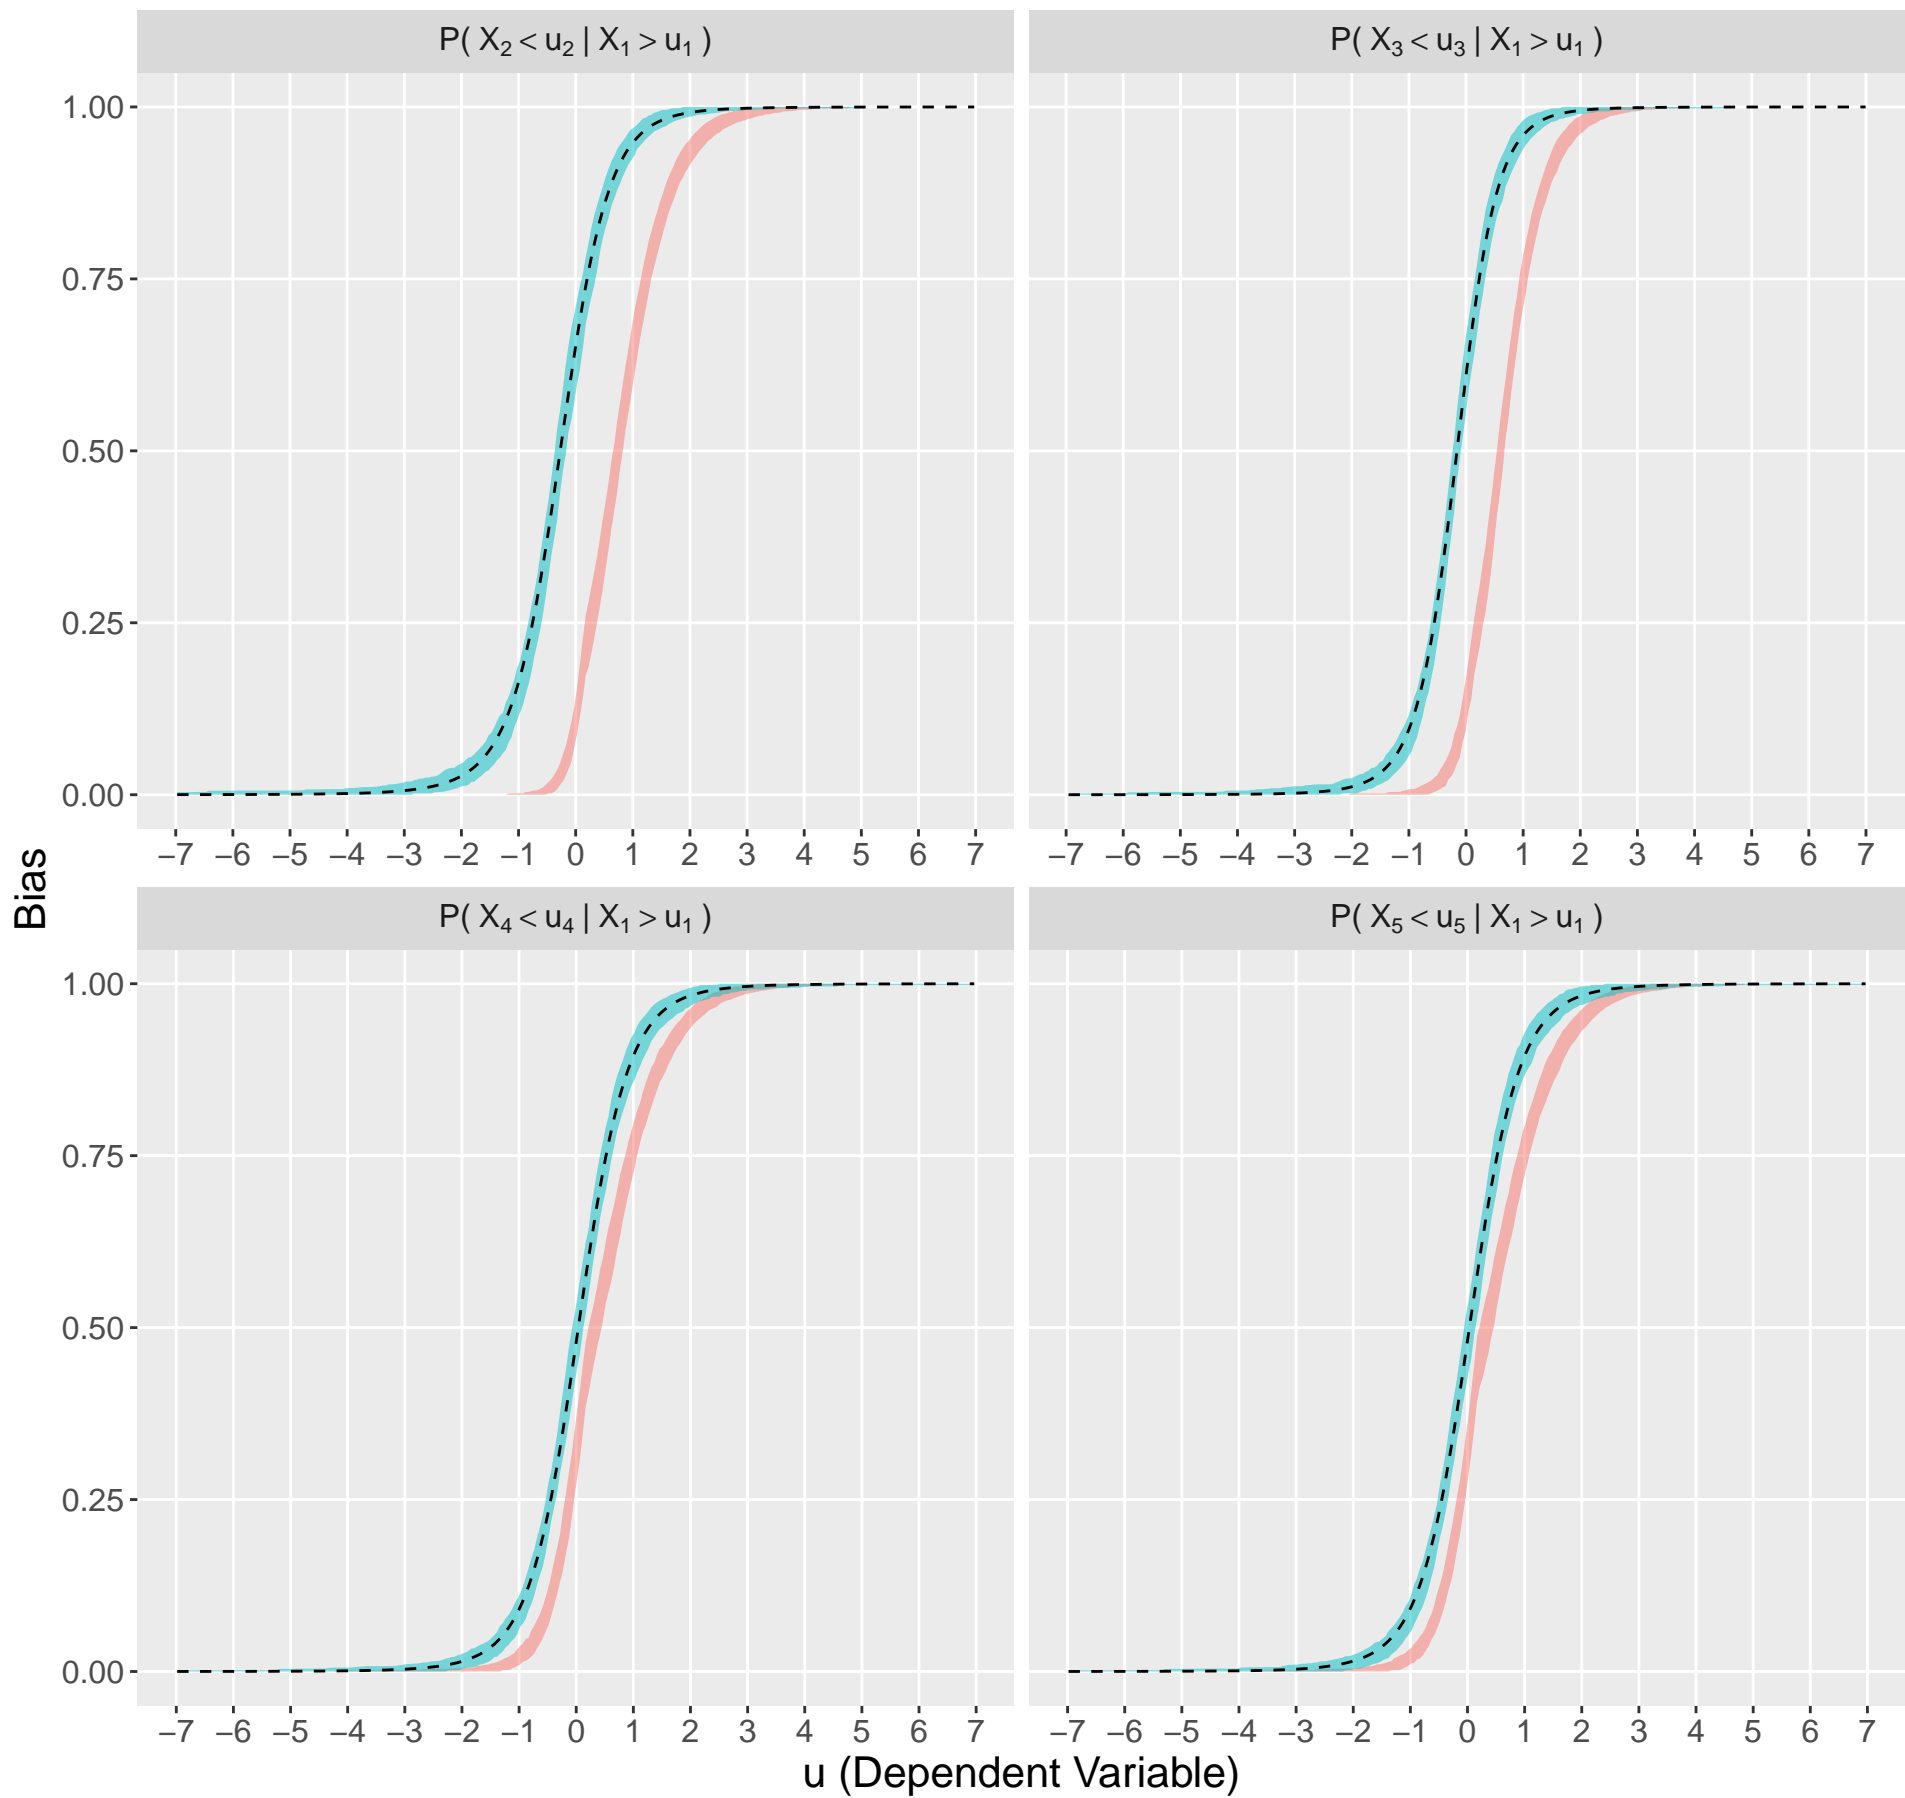 P( X₂ < u₂ | X₁ > u₁ )
P( X₃ < u₃ | X₁ > u₁ )
1.00
0.75
0.50
0.25
0.00
−7 −6 −5 −4 −3 −2 −1 0 1 2 3 4 5 6 7
−7 −6 −5 −4 −3 −2 −1 0 1 2 3 4 5 6 7
Bias
P( X₄ < u₄ | X₁ > u₁ )
P( X₅ < u₅ | X₁ > u₁ )
1.00
0.75
0.50
0.25
0.00
−7 −6 −5 −4 −3 −2 −1 0 1 2 3 4 5 6 7
−7 −6 −5 −4 −3 −2 −1 0 1 2 3 4 5 6 7
u (Dependent Variable)